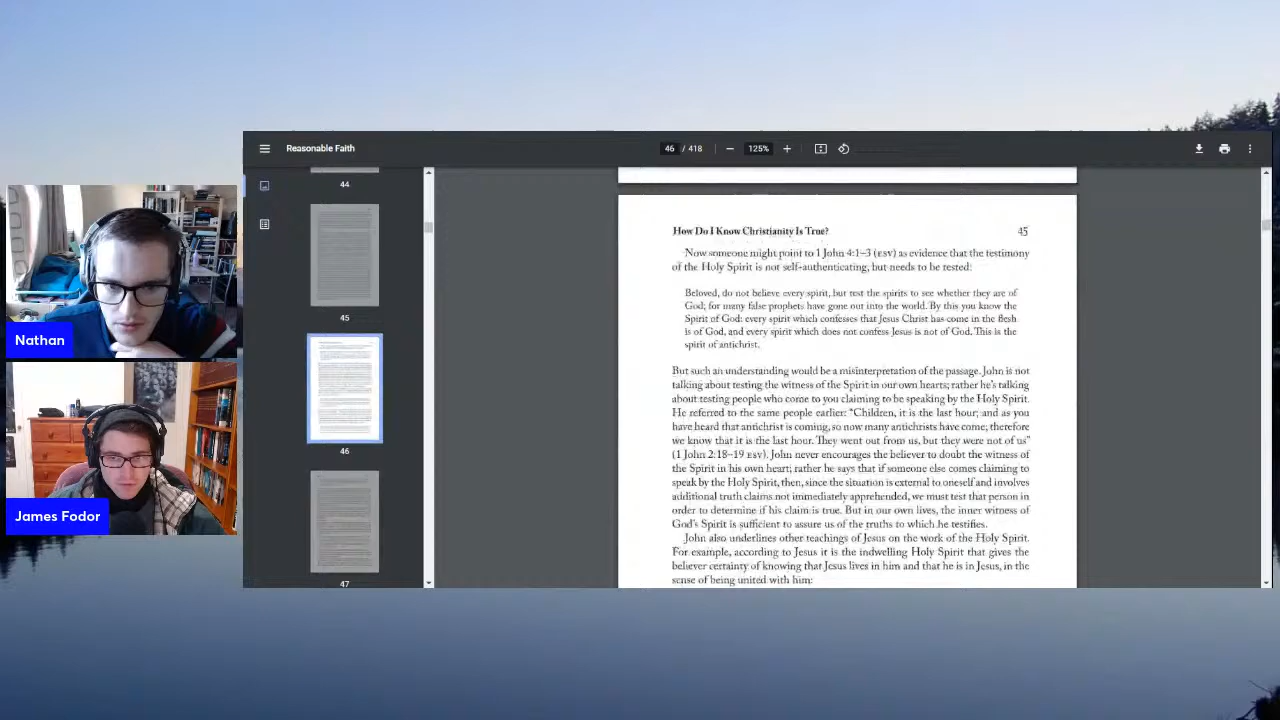 Reasonable Faith
46 / 418
125%
44
45
46
47
Nathan
James Fodor
How Do I Know Christianity Is True?
45
Now someone might point to 1 John 4:1–3 (ESV) as evidence that the testimony
of the Holy Spirit is not self-authenticating, but needs to be tested:
Beloved, do not believe every spirit, but test the spirits to see whether they are of
God; for many false prophets have gone out into the world. By this you know the
Spirit of God: every spirit which confesses that Jesus Christ has come in the flesh
is of God, and every spirit which does not confess Jesus is not of God. This is the
spirit of antichrist.
But such an understanding would be a misinterpretation of the passage. John is not
talking about testing the witness of the Spirit in our own hearts; rather he's talking
about testing people who come to you claiming to be speaking by the Holy Spirit.
He referred to the same people earlier: "Children, it is the last hour; and as you
have heard that antichrist is coming, so now many antichrists have come; therefore
we know that it is the last hour. They went out from us, but they were not of us"
(1 John 2:18–19 ESV). John never encourages the believer to doubt the witness of
the Spirit in his own heart; rather he says that if someone else comes claiming to
speak by the Holy Spirit, then, since the situation is external to oneself and involves
additional truth claims not immediately apprehended, we must test that person in
order to determine if his claim is true. But in our own lives, the inner witness of
God's Spirit is sufficient to assure us of the truths to which he testifies.
John also underlines other teachings of Jesus on the work of the Holy Spirit.
For example, according to Jesus it is the indwelling Holy Spirit that gives the
believer certainty of knowing that Jesus lives in him and that he is in Jesus, in the
sense of being united with him: